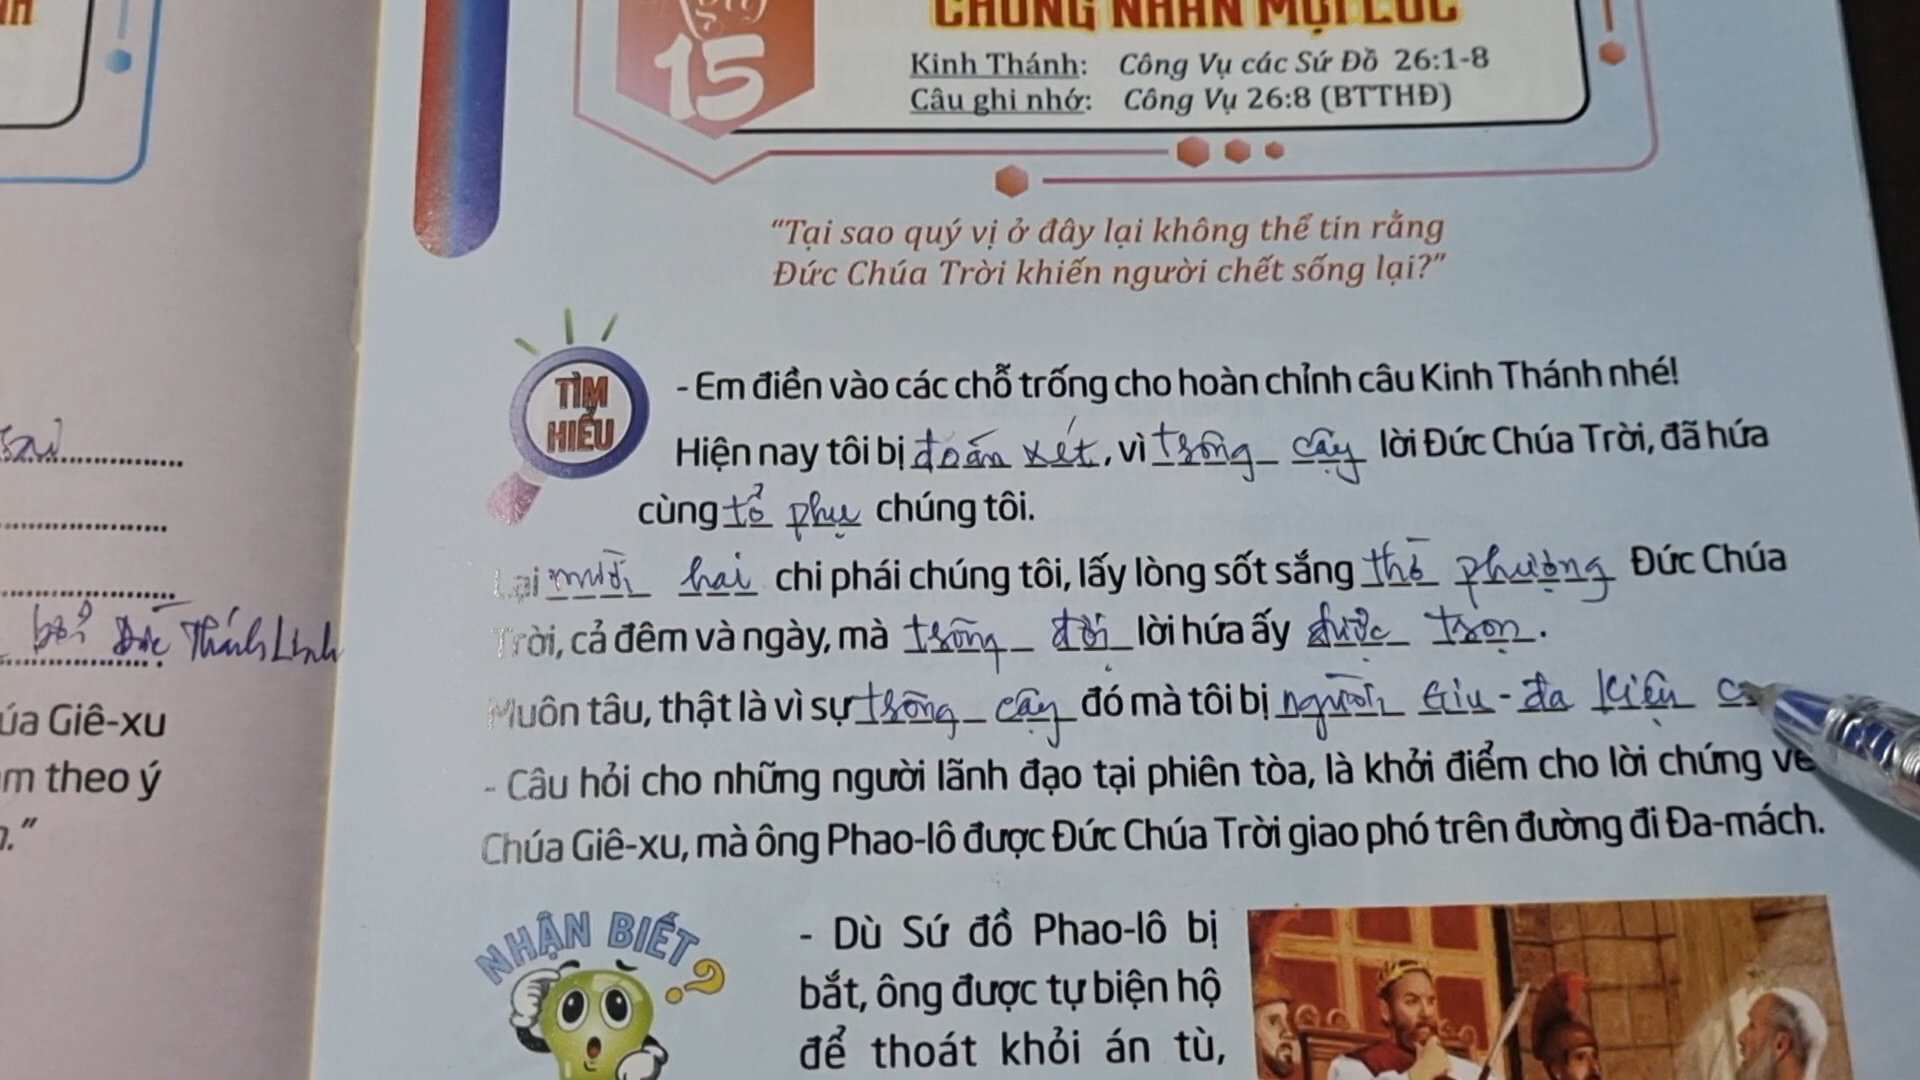 15
CHỨNG NHÂN MỌI LÚC
Kinh Thánh: Công Vụ các Sứ Đồ 26:1-8
Câu ghi nhớ: Công Vụ 26:8 (BTTHĐ)
“Tại sao quý vị ở đây lại không thể tin rằng
Đức Chúa Trời khiến người chết sống lại?”
TÌM
HIỂU
- Em điền vào các chỗ trống cho hoàn chỉnh câu Kinh Thánh nhé!
Hiện nay tôi bị đoán xét, vì trông cậy lời Đức Chúa Trời, đã hứa
cùng tổ phụ chúng tôi.
Lại mười hai chi phái chúng tôi, lấy lòng sốt sắng thờ phượng Đức Chúa
Trời, cả đêm và ngày, mà trông đợi lời hứa ấy được trọn.
Muôn tâu, thật là vì sự trông cậy đó mà tôi bị người Giu-đa kiện c
- Câu hỏi cho những người lãnh đạo tại phiên tòa, là khởi điểm cho lời chứng về
Chúa Giê-xu, mà ông Phao-lô được Đức Chúa Trời giao phó trên đường đi Đa-mách.
NHẬN BIẾT ?
- Dù Sứ đồ Phao-lô bị
bắt, ông được tự biện hộ
để thoát khỏi án tù,
bởi Đức Thánh Linh
úa Giê-xu
m theo ý
.”